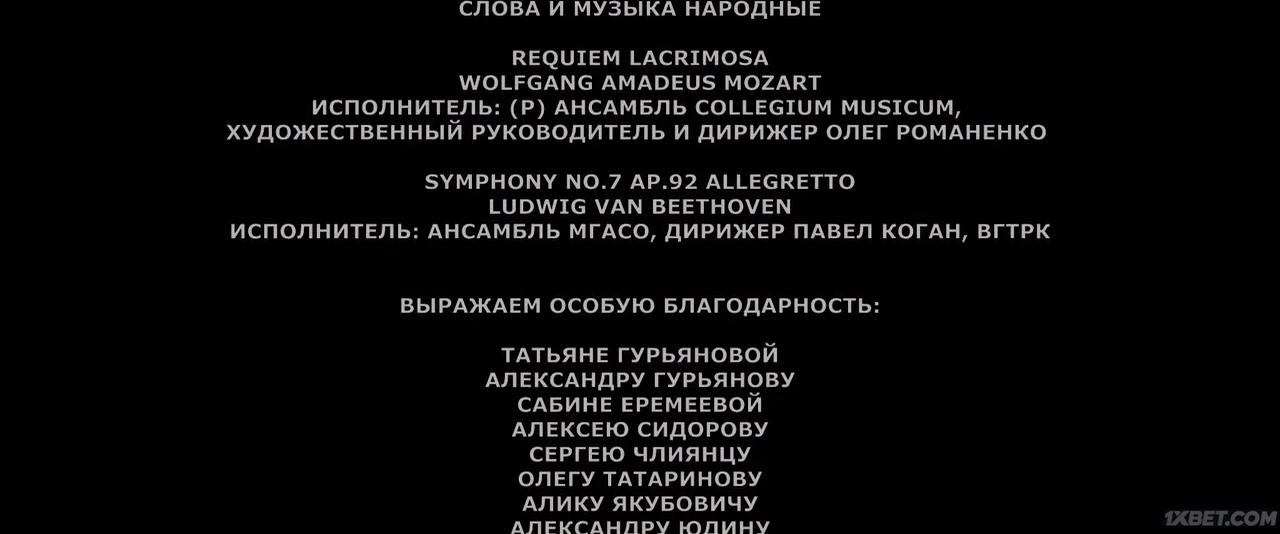 СЛОВА И МУЗЫКА НАРОДНЫЕ
REQUIEM LACRIMOSA
WOLFGANG AMADEUS MOZART
ИСПОЛНИТЕЛЬ: (Р) АНСАМБЛЬ COLLEGIUM MUSICUM,
ХУДОЖЕСТВЕННЫЙ РУКОВОДИТЕЛЬ И ДИРИЖЕР ОЛЕГ РОМАНЕНКО
SYMPHONY NO.7 AP.92 ALLEGRETTO
LUDWIG VAN BEETHOVEN
ИСПОЛНИТЕЛЬ: АНСАМБЛЬ МГАСО, ДИРИЖЕР ПАВЕЛ КОГАН, ВГТРК
ВЫРАЖАЕМ ОСОБУЮ БЛАГОДАРНОСТЬ:
ТАТЬЯНЕ ГУРЬЯНОВОЙ
АЛЕКСАНДРУ ГУРЬЯНОВУ
САБИНЕ ЕРЕМЕЕВОЙ
АЛЕКСЕЮ СИДОРОВУ
СЕРГЕЮ ЧЛИЯНЦУ
ОЛЕГУ ТАТАРИНОВУ
АЛИКУ ЯКУБОВИЧУ
АЛЕКСАНДРУ ЮДИНУ
1XBET.COM